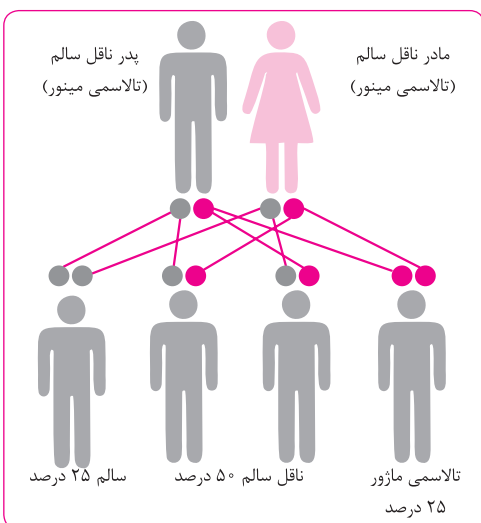 مادر ناقل سالم
(تالاسمی مینور)
پدر ناقل سالم
(تالاسمی مینور)
تالاسمی ماژور
۲۵ درصد
ناقل سالم ۵۰ درصد
سالم ۲۵ درصد